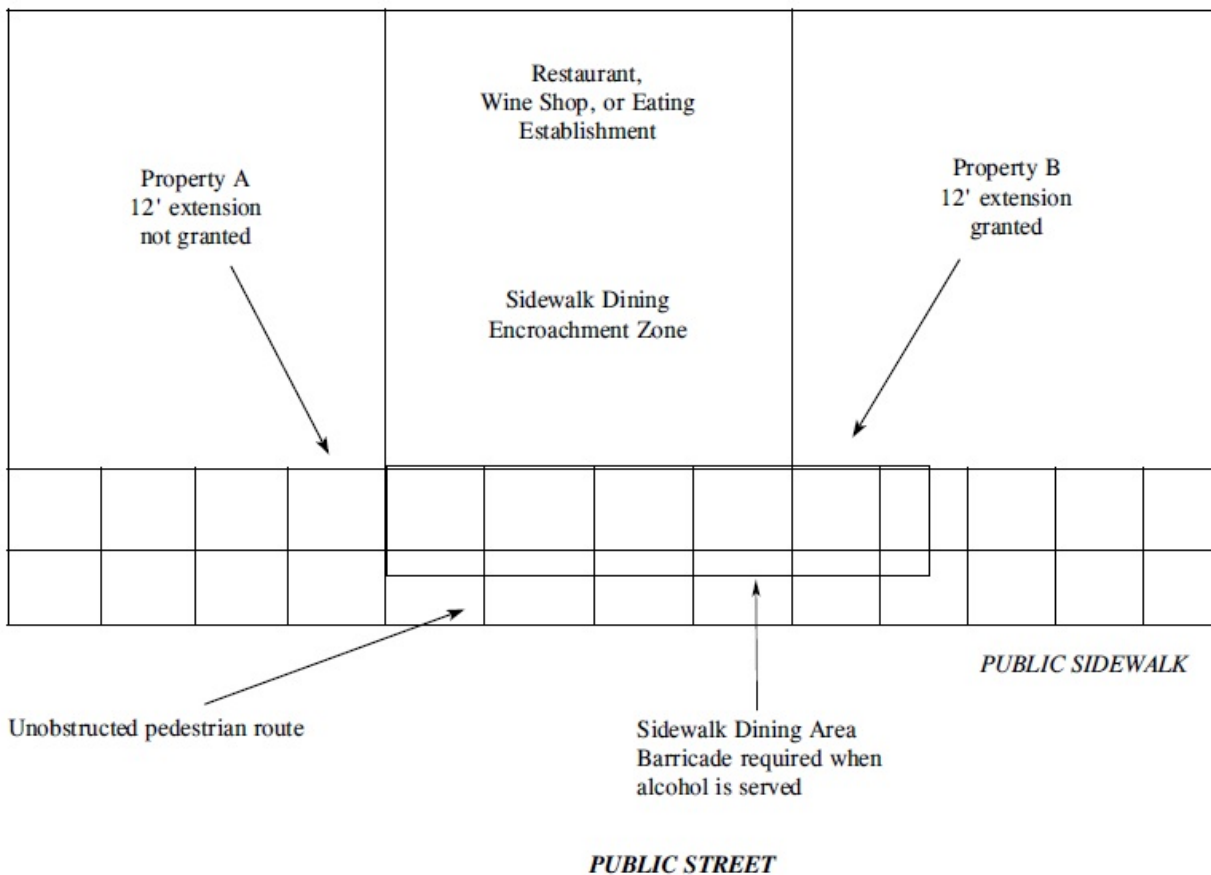 Restaurant,
Wine Shop, or Eating
Establishment
Property A
12' extension
not granted
Property B
12' extension
granted
Sidewalk Dining
Encroachment Zone
PUBLIC SIDEWALK
Unobstructed pedestrian route
Sidewalk Dining Area
Barricade required when
alcohol is served
PUBLIC STREET